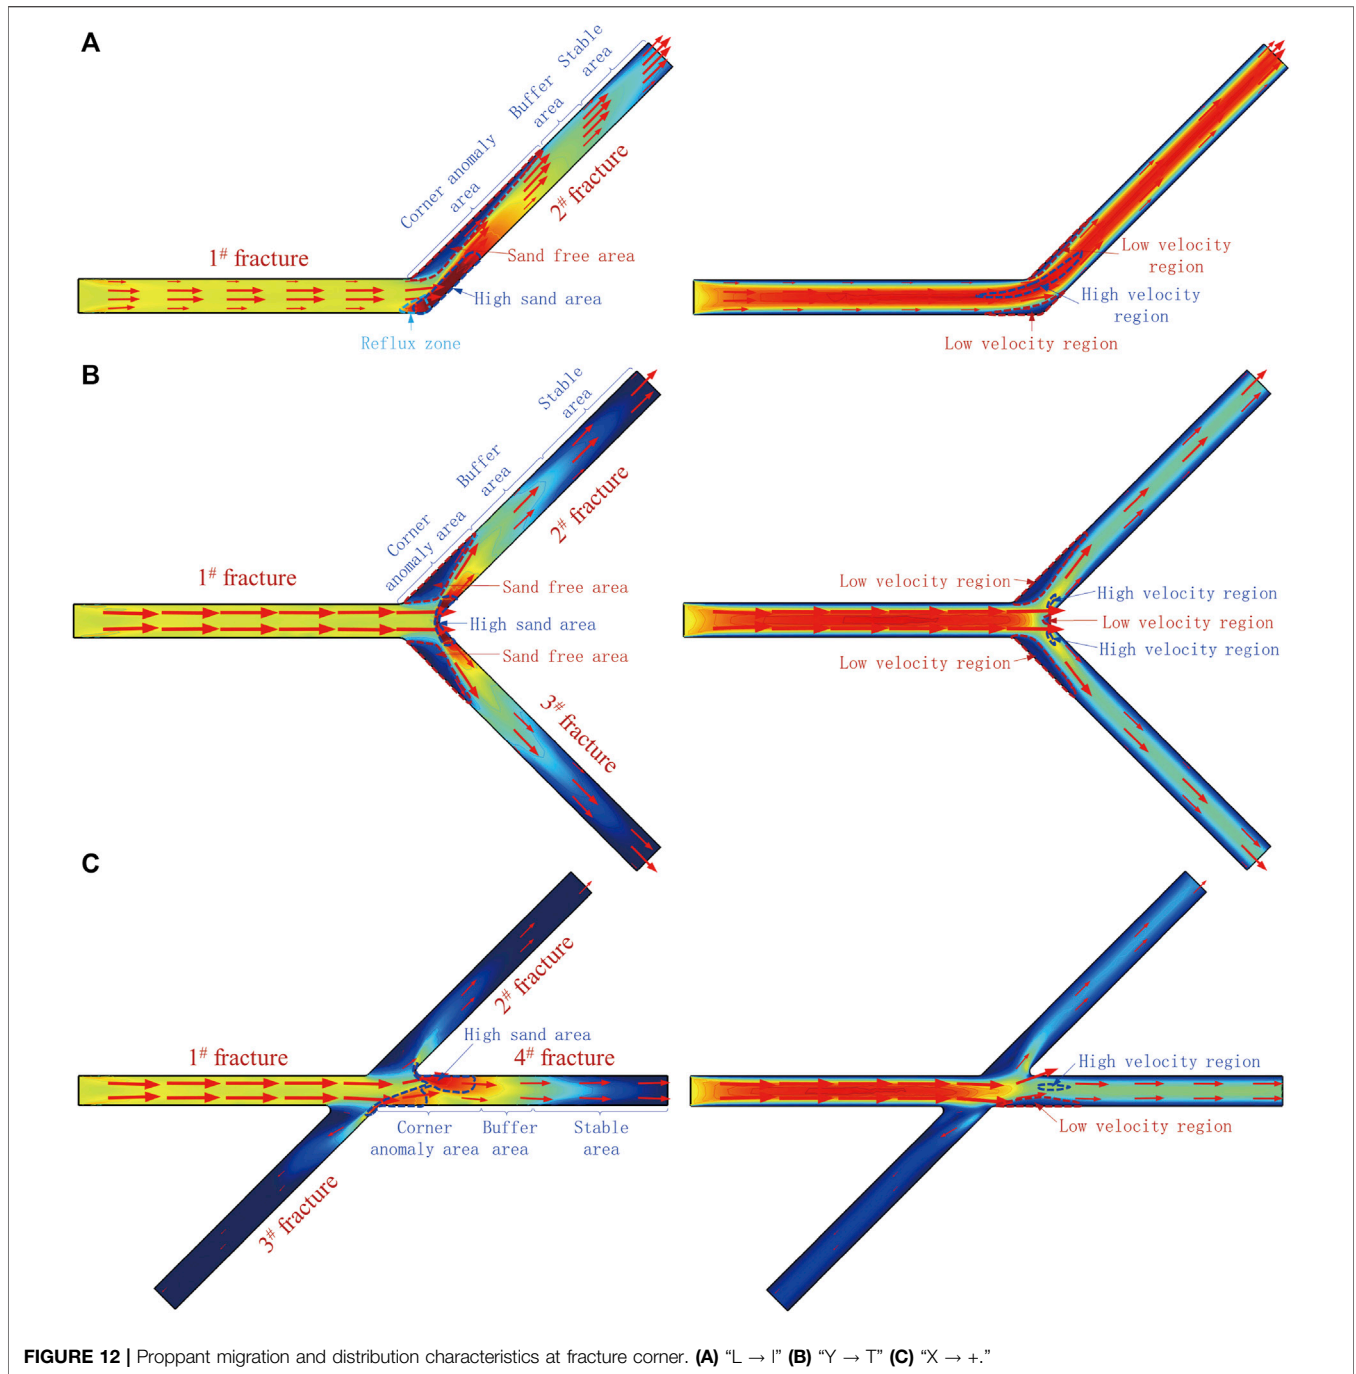 A
Corner anomaly
area
Buffer
area
Stable
area
2# fracture
1# fracture
Sand free area
High sand area
Reflux zone
Low velocity
region
High velocity
region
Low velocity region
B
Corner
anomaly area
Buffer
area
Stable
area
2# fracture
1# fracture
Sand free area
High sand area
Sand free area
3# fracture
Low velocity region
High velocity region
Low velocity region
High velocity region
Low velocity region
C
2# fracture
High sand area
1# fracture
4# fracture
Corner
anomaly area
Buffer
area
Stable
area
3# fracture
High velocity region
Low velocity region
FIGURE 12 | Proppant migration and distribution characteristics at fracture corner. (A) “L → l” (B) “Y → T” (C) “X → +.”